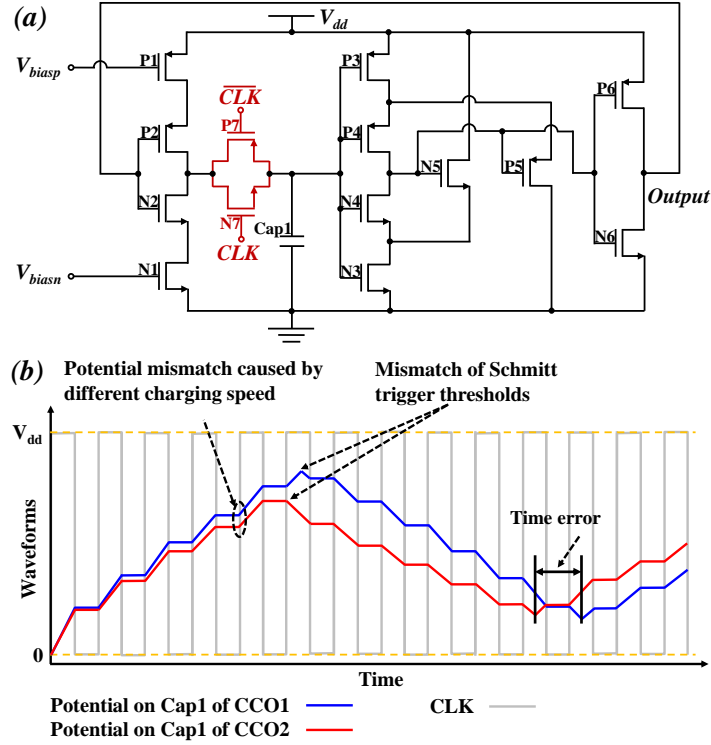 (a)
V_dd
P1
V_biasp
P3
P6
CLK
P7
P2
P4
N5
P5
N2
Output
N7
Cap1
N4
N6
CLK
N1
N3
V_biasn
(b)
Potential mismatch caused by
different charging speed
Mismatch of Schmitt
trigger thresholds
V_dd
Time error
Waveforms
0
Time
Potential on Cap1 of CCO1
CLK
Potential on Cap1 of CCO2